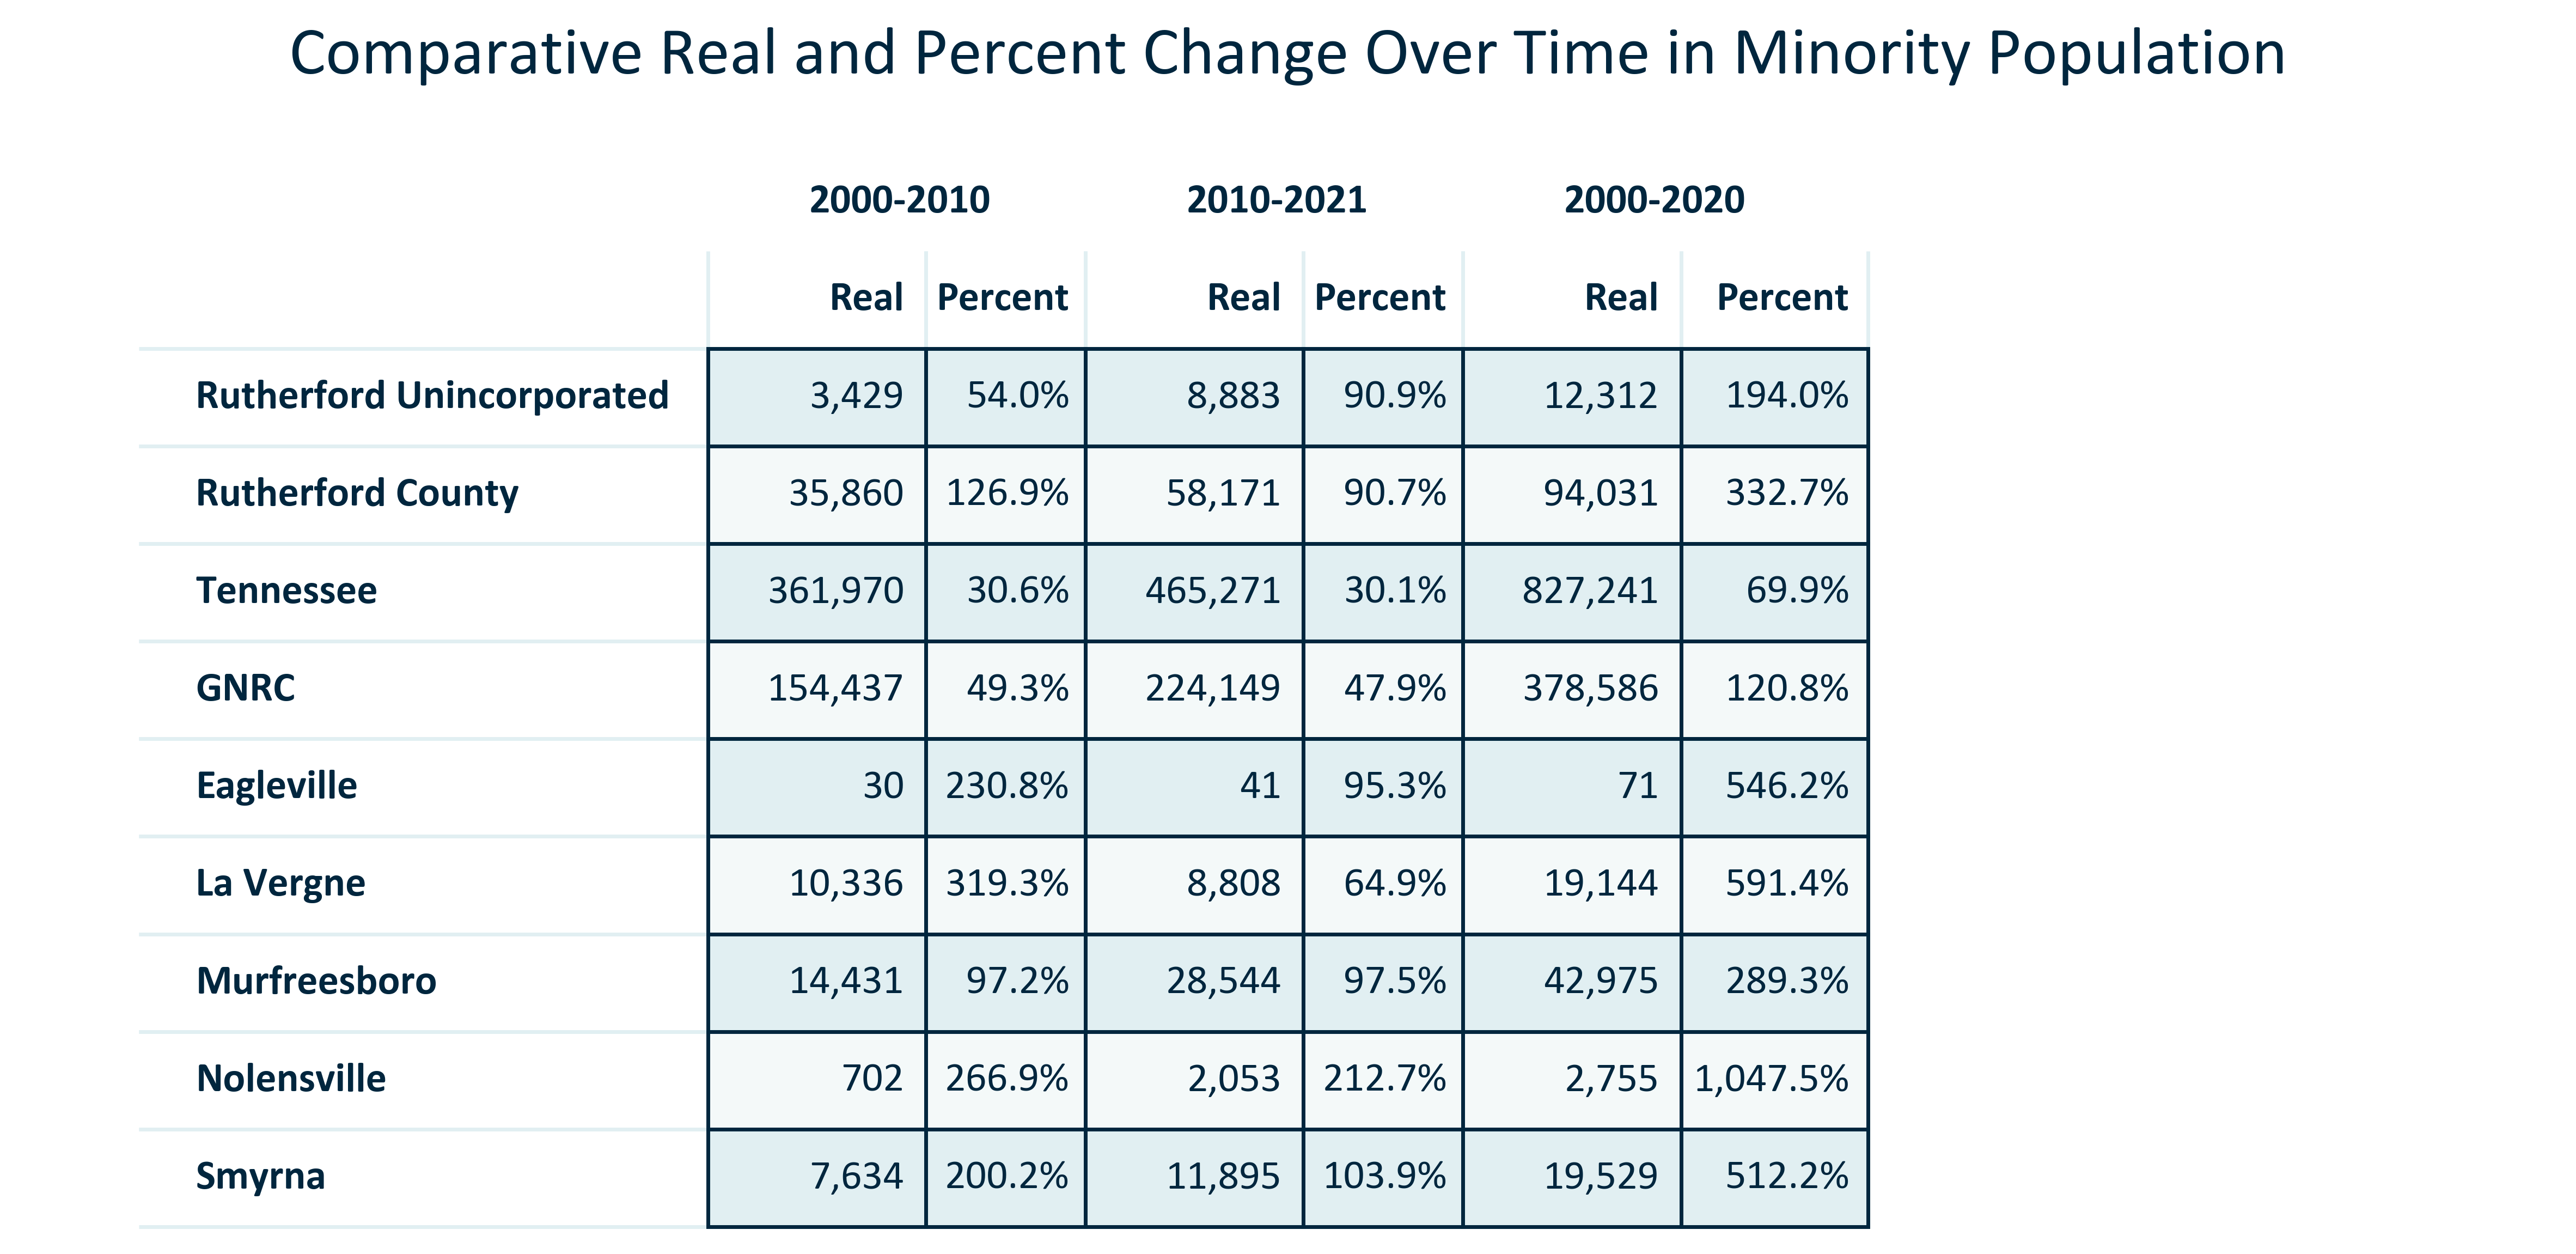 Comparative Real and Percent Change Over Time in Minority Population
2000-2010 2010-2021 2000-2020
Real Percent Real Percent Real Percent
Rutherford Unincorporated 3,429 54.0% 8,883 90.9% 12,312 194.0%
Rutherford County 35,860 126.9% 58,171 90.7% 94,031 332.7%
Tennessee 361,970 30.6% 465,271 30.1% 827,241 69.9%
GNRC 154,437 49.3% 224,149 47.9% 378,586 120.8%
Eagleville 30 230.8% 41 95.3% 71 546.2%
La Vergne 10,336 319.3% 8,808 64.9% 19,144 591.4%
Murfreesboro 14,431 97.2% 28,544 97.5% 42,975 289.3%
Nolensville 702 266.9% 2,053 212.7% 2,755 1,047.5%
Smyrna 7,634 200.2% 11,895 103.9% 19,529 512.2%